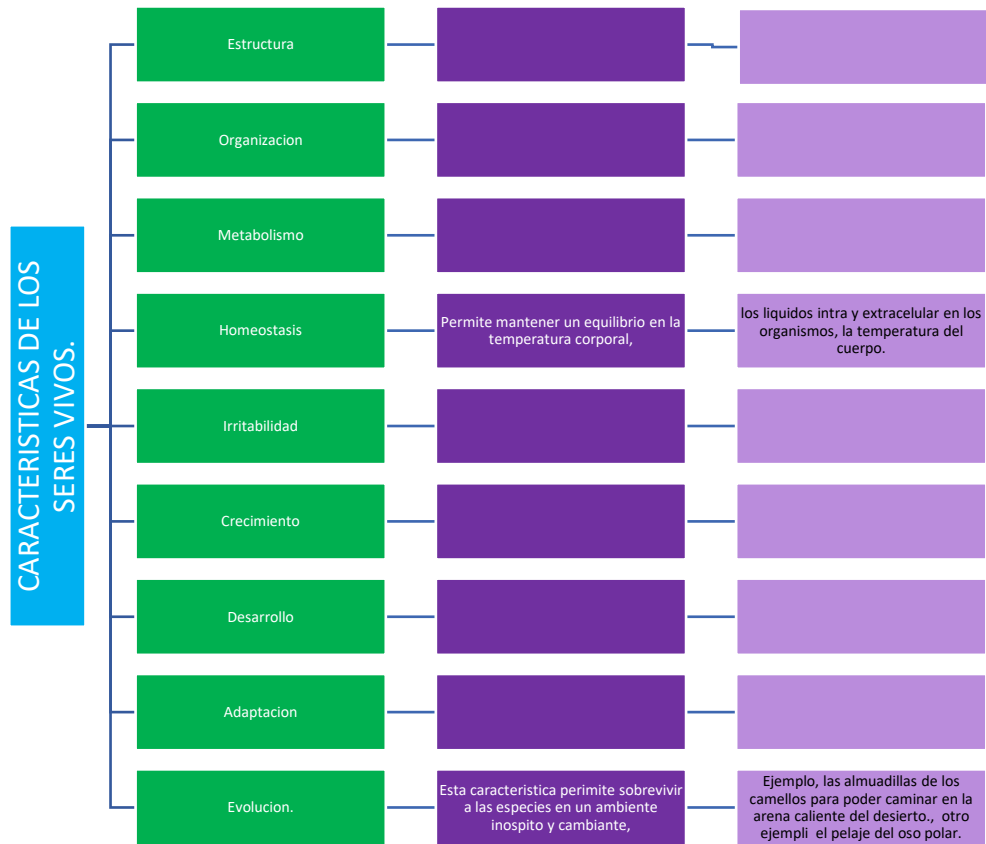 CARACTERISTICAS DE LOS
SERES VIVOS.
Estructura
Organizacion
Metabolismo
Homeostasis
Permite mantener un equilibrio en la
temperatura corporal,
los liquidos intra y extracelular en los
organismos, la temperatura del
cuerpo.
Irritabilidad
Crecimiento
Desarrollo
Adaptacion
Evolucion.
Esta caracteristica perimite sobrevivir
a las especies en un ambiente
inospito y cambiante,
Ejemplo, las almuadillas de los
camellos para poder caminar en la
arena caliente del desierto., otro
ejempli el pelaje del oso polar.